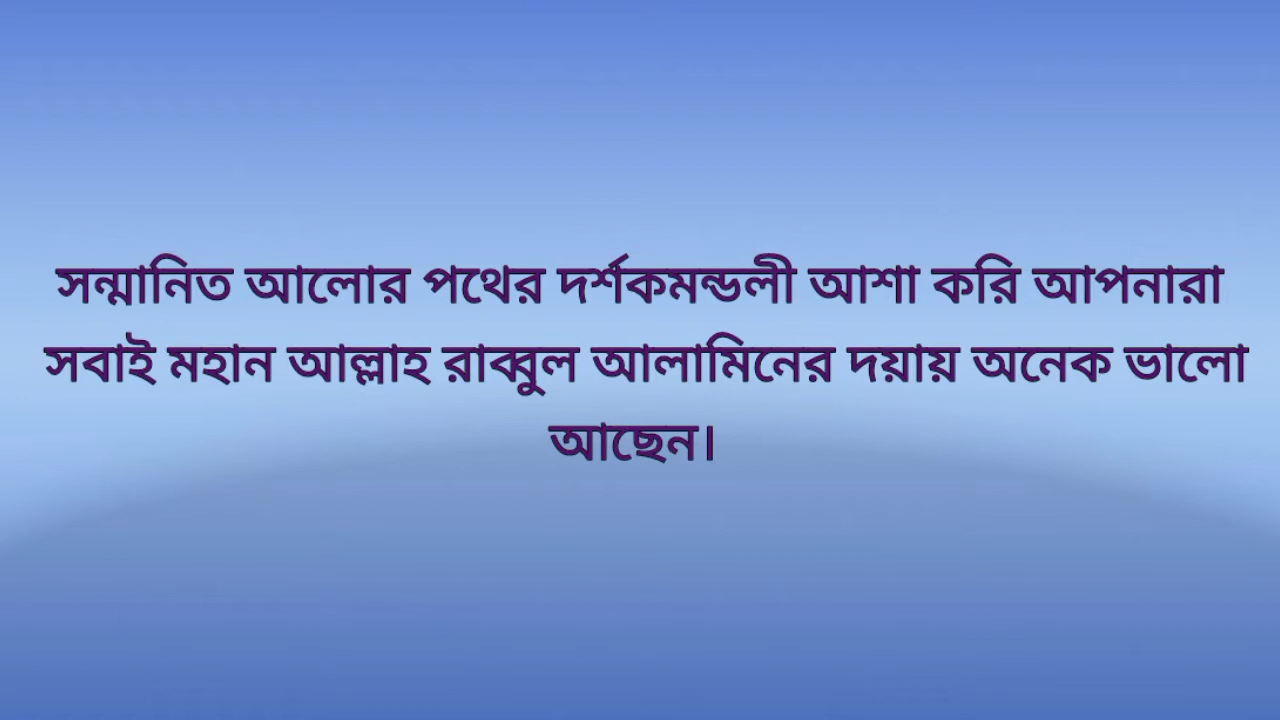 সন্মানিত আলোর পথের দর্শকমন্ডলী আশা করি আপনারা
সবাই মহান আল্লাহ রাব্বুল আলামিনের দয়ায় অনেক ভালো
আছেন।